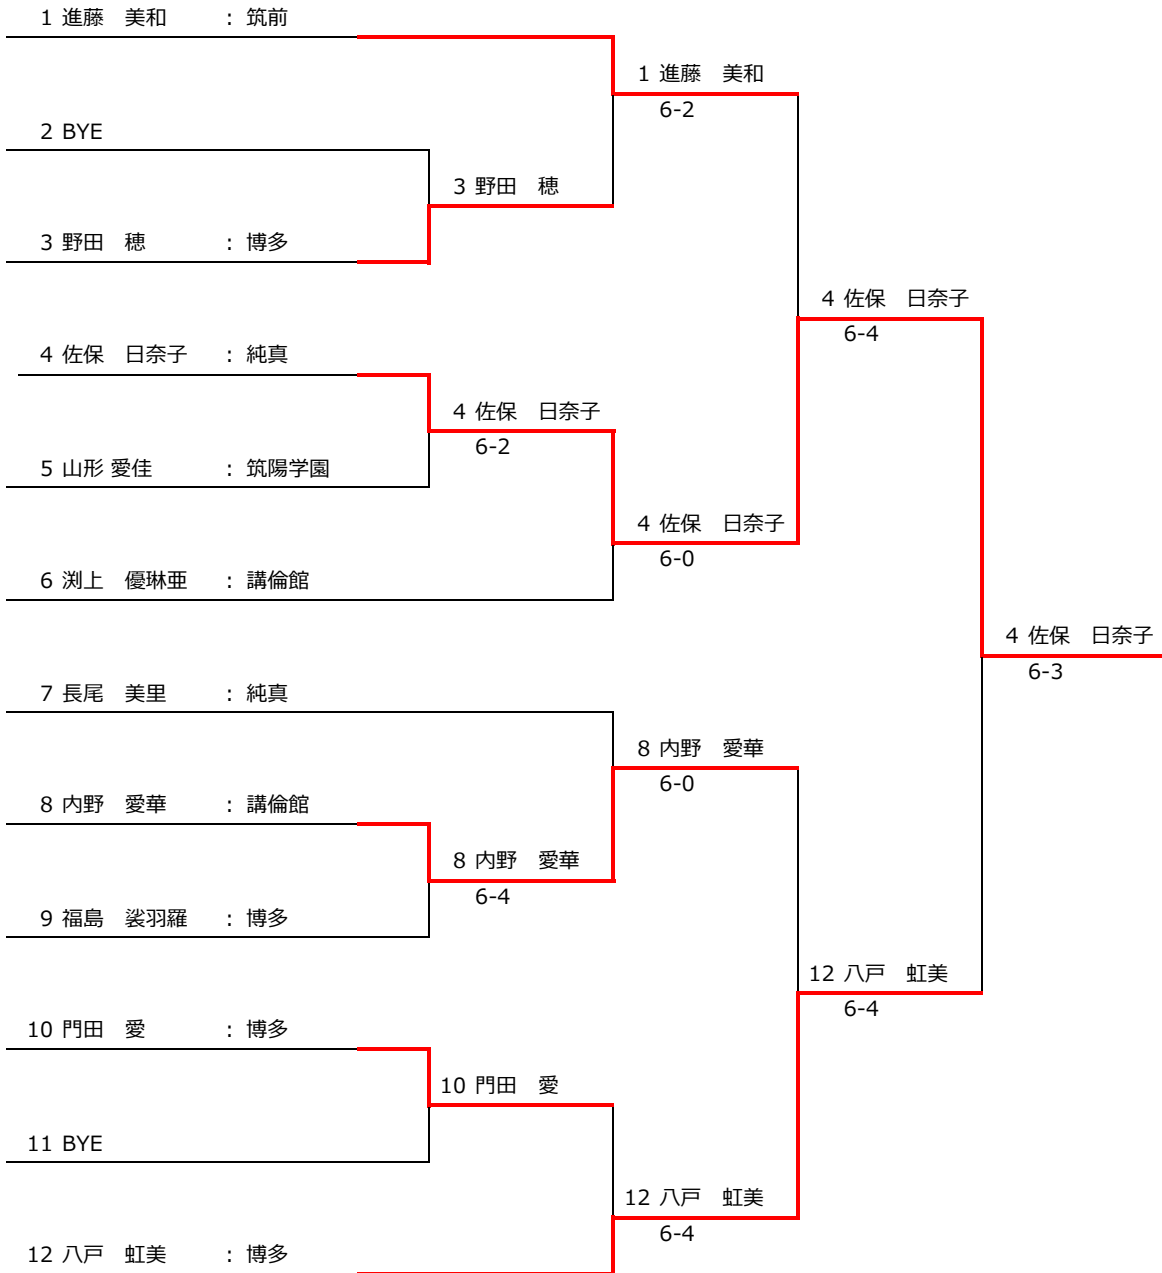 1 進藤　美和　: 筑前
1 進藤　美和
6-2
2 BYE
3 野田　穂
3 野田　穂　: 博多
4 佐保　日奈子
6-4
4 佐保　日奈子　: 純真
4 佐保　日奈子
6-2
5 山形 愛佳　: 筑陽学園
4 佐保　日奈子
6-0
6 渕上　優琳亜　: 講倫館
4 佐保　日奈子
6-3
7 長尾　美里　: 純真
8 内野　愛華
6-0
8 内野　愛華　: 講倫館
8 内野　愛華
6-4
9 福島　裟羽羅　: 博多
12 八戸　虹美
6-4
10 門田　愛　: 博多
10 門田　愛
11 BYE
12 八戸　虹美
6-4
12 八戸　虹美　: 博多